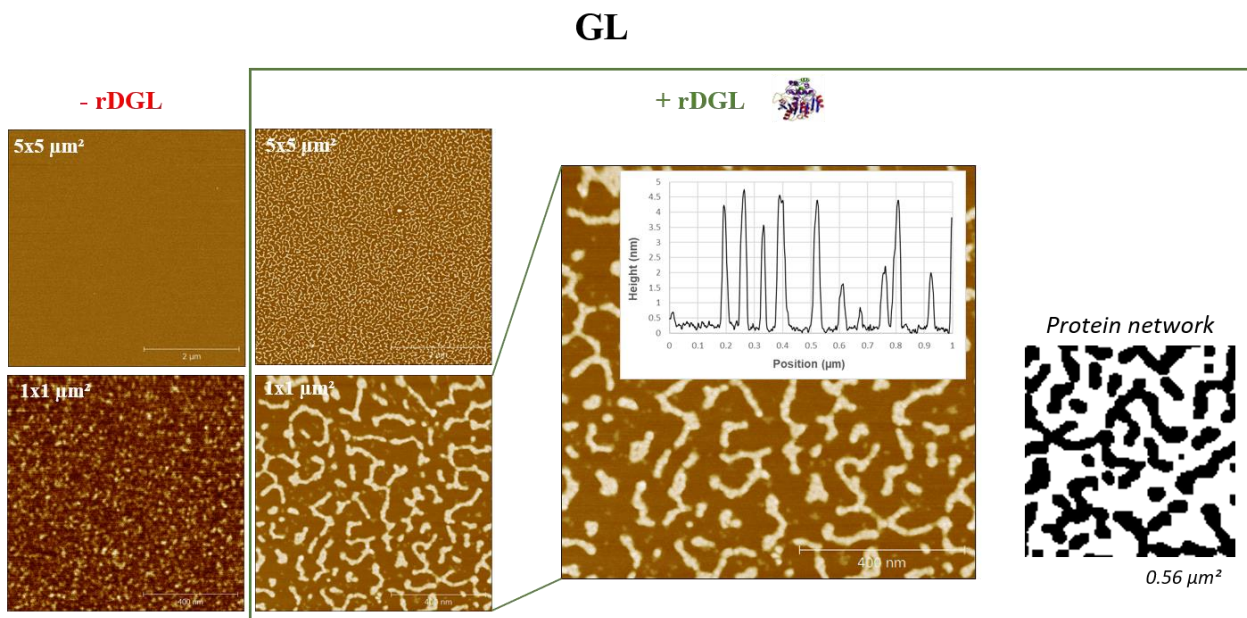 GL
- rDGL
+ rDGL
5x5 µm²
2 µm
5x5 µm²
1x1 µm²
400 nm
1x1 µm²
400 nm
Height (nm)
5
4.5
4
3.5
3
2.5
2
1.5
1
0.5
0
0 0.1 0.2 0.3 0.4 0.5 0.6 0.7 0.8 0.9 1
Position (µm)
400 nm
Protein network
0.56 µm²